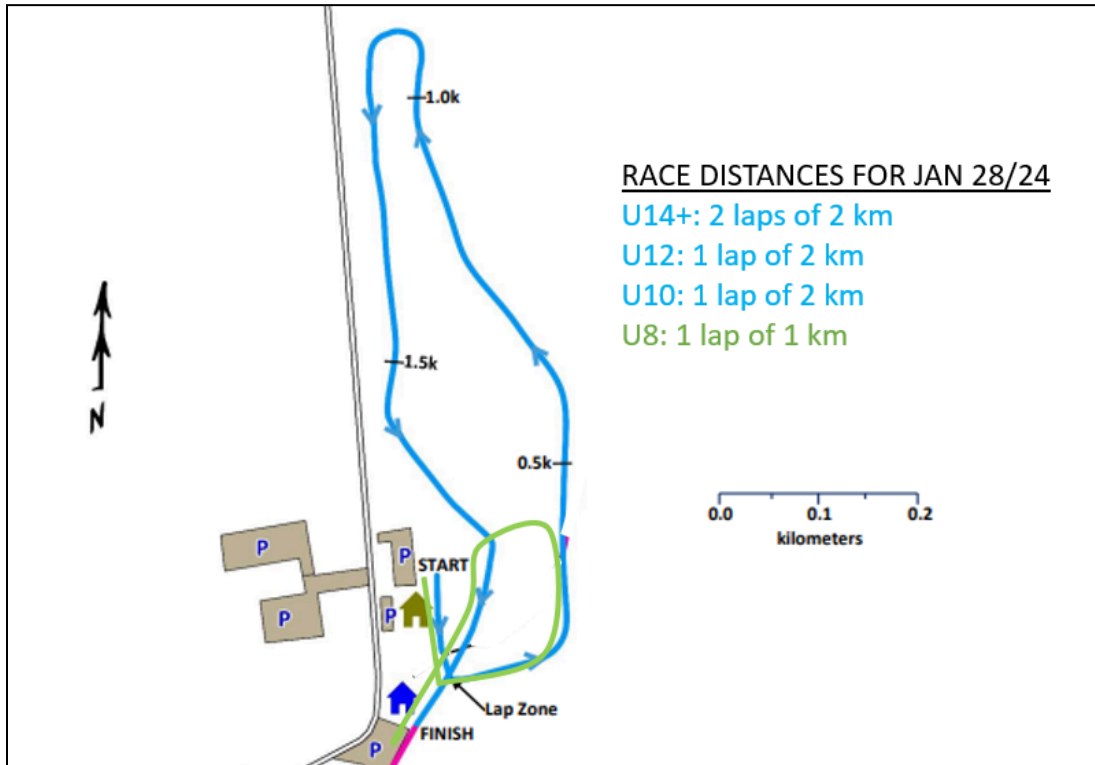 1.0k
RACE DISTANCES FOR JAN 28/24
U14+: 2 laps of 2 km
U12: 1 lap of 2 km
U10: 1 lap of 2 km
U8: 1 lap of 1 km
1.5k
N
0.5k
0.0 0.1 0.2
kilometers
P
P
START
P
P
Lap Zone
FINISH
P